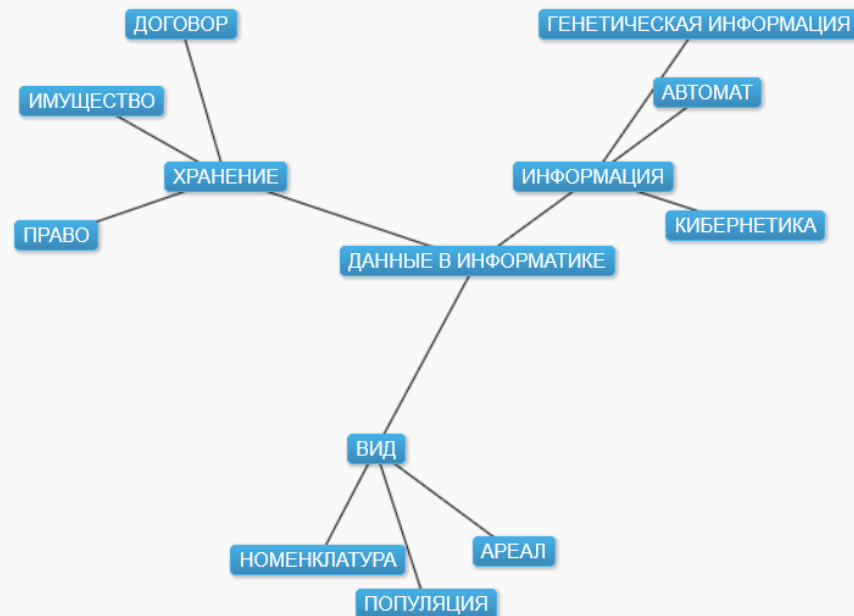 ДОГОВОР
ГЕНЕТИЧЕСКАЯ ИНФОРМАЦИЯ
ИМУЩЕСТВО
АВТОМАТ
ХРАНЕНИЕ
ИНФОРМАЦИЯ
ПРАВО
КИБЕРНЕТИКА
ДАННЫЕ В ИНФОРМАТИКЕ
ВИД
НОМЕНКЛАТУРА
АРЕАЛ
ПОПУЛЯЦИЯ